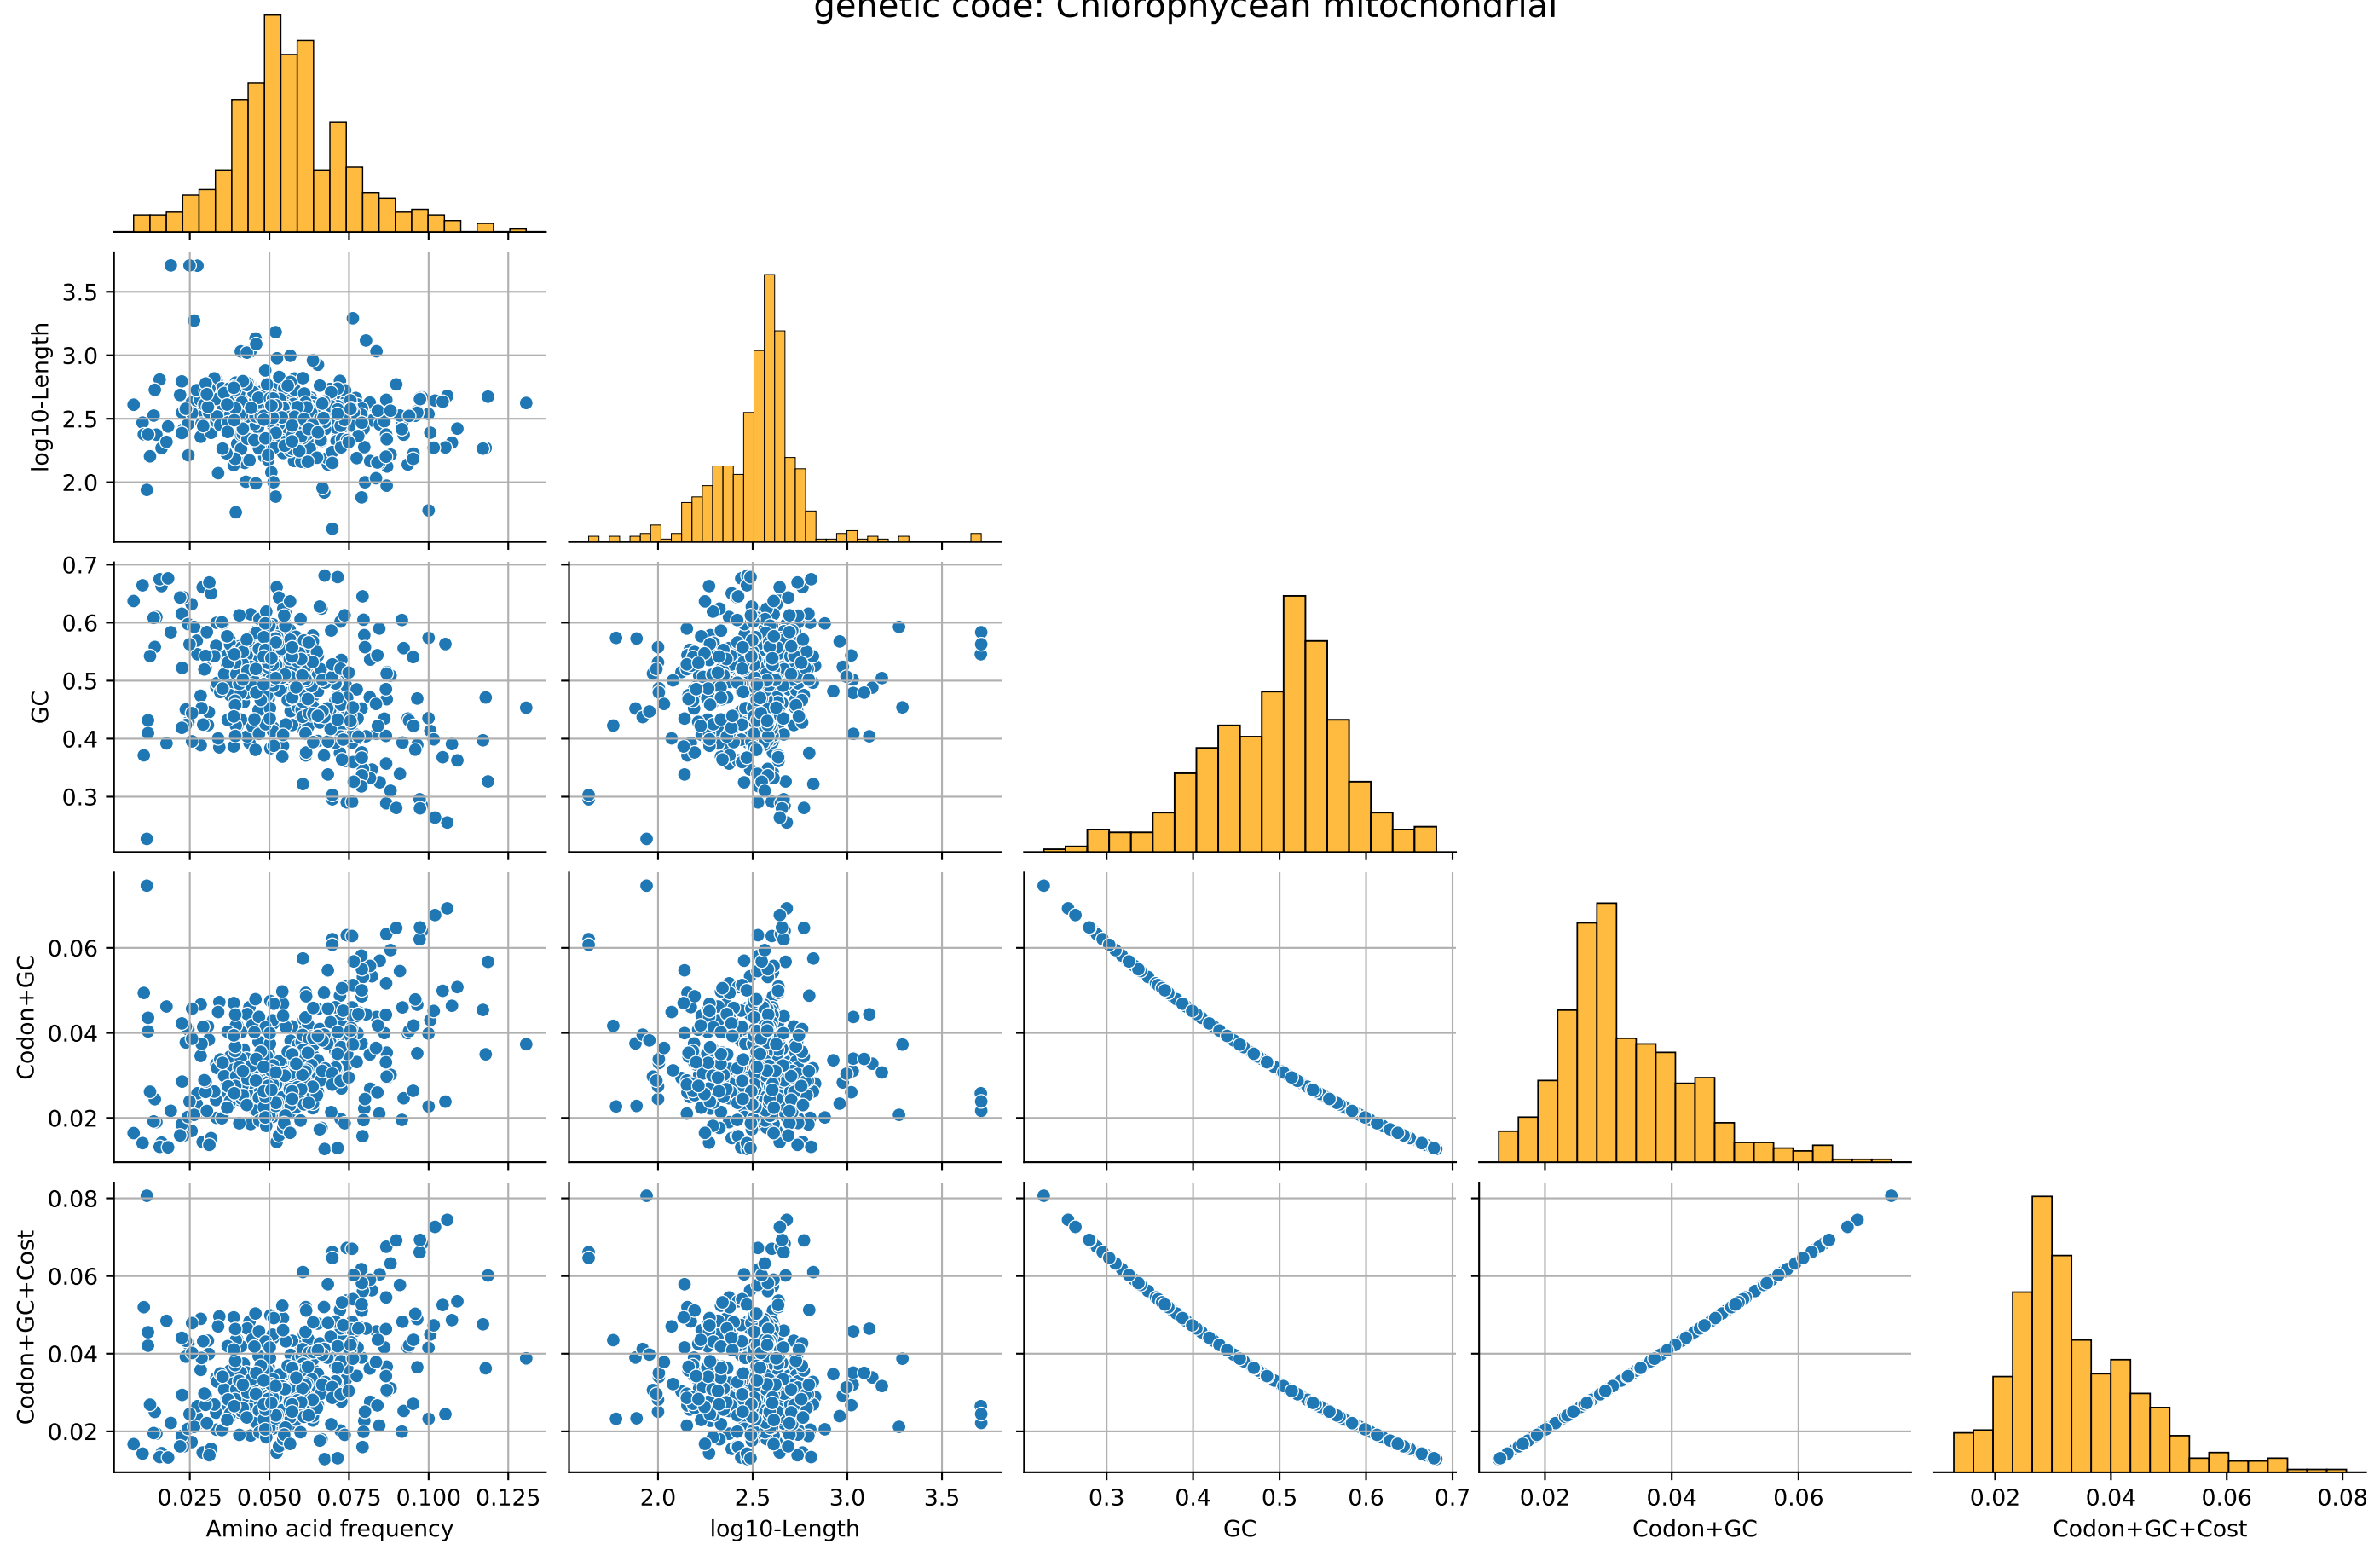 genetic code: Chlorophycean mitochondrial
3.5
3.0
2.5
2.0
log10-Length
0.7
0.6
0.5
0.4
0.3
GC
0.06
0.04
0.02
Codon+GC
0.08
0.06
0.04
0.02
Codon+GC+Cost
0.025 0.050 0.075 0.100 0.125
2.0 2.5 3.0 3.5
0.3 0.4 0.5 0.6 0.7
0.02 0.04 0.06
0.02 0.04 0.06 0.08
Amino acid frequency
log10-Length
GC
Codon+GC
Codon+GC+Cost